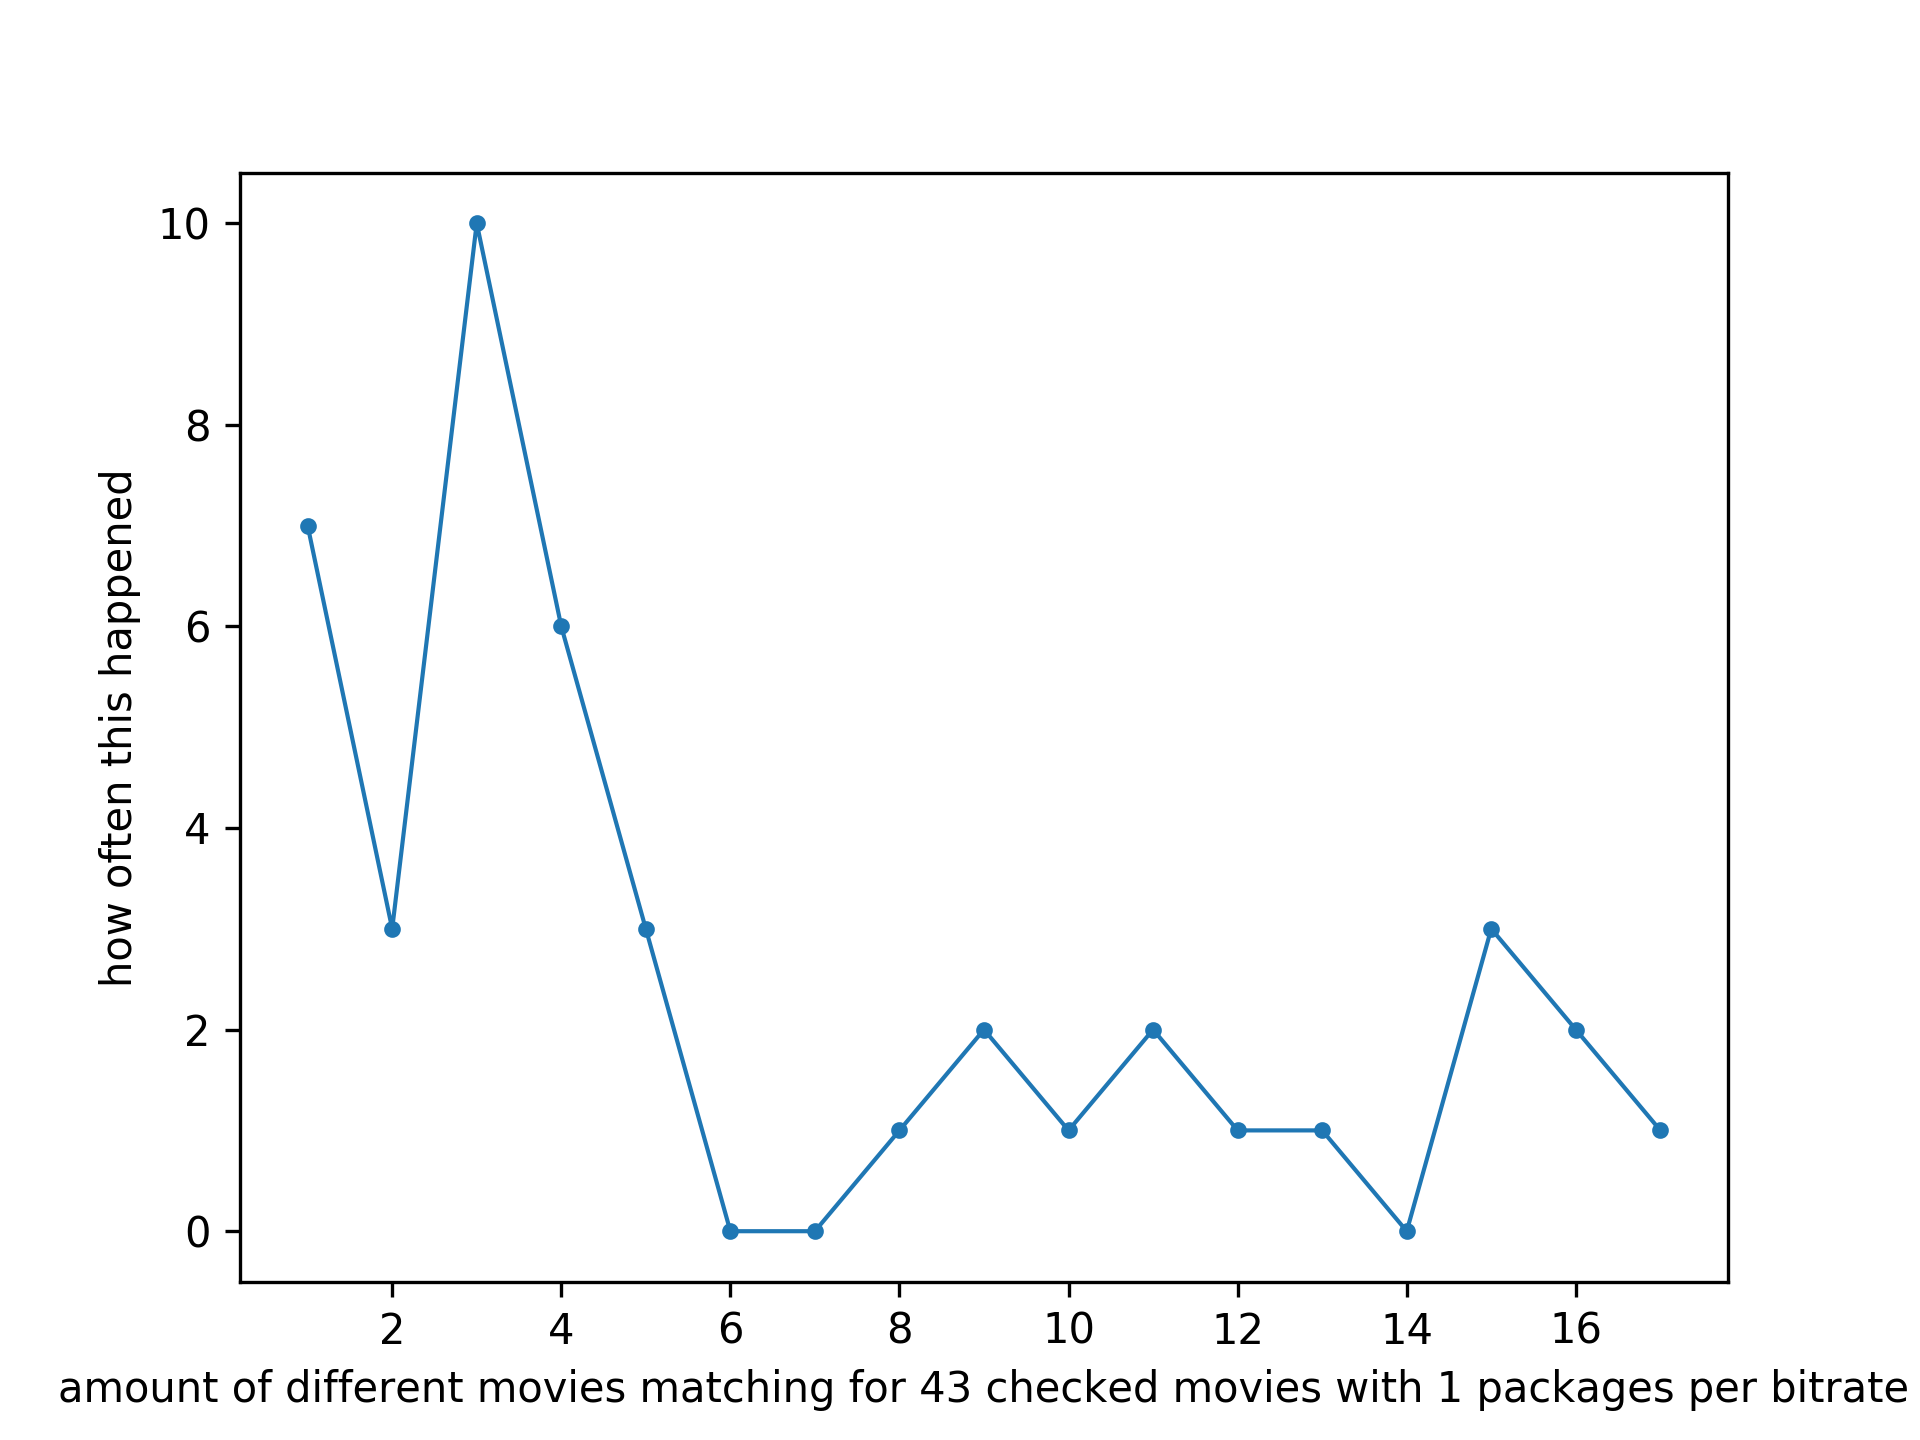 how often this happened
10
8
6
4
2
0
2 4 6 8 10 12 14 16
amount of different movies matching for 43 checked movies with 1 packages per bitrate